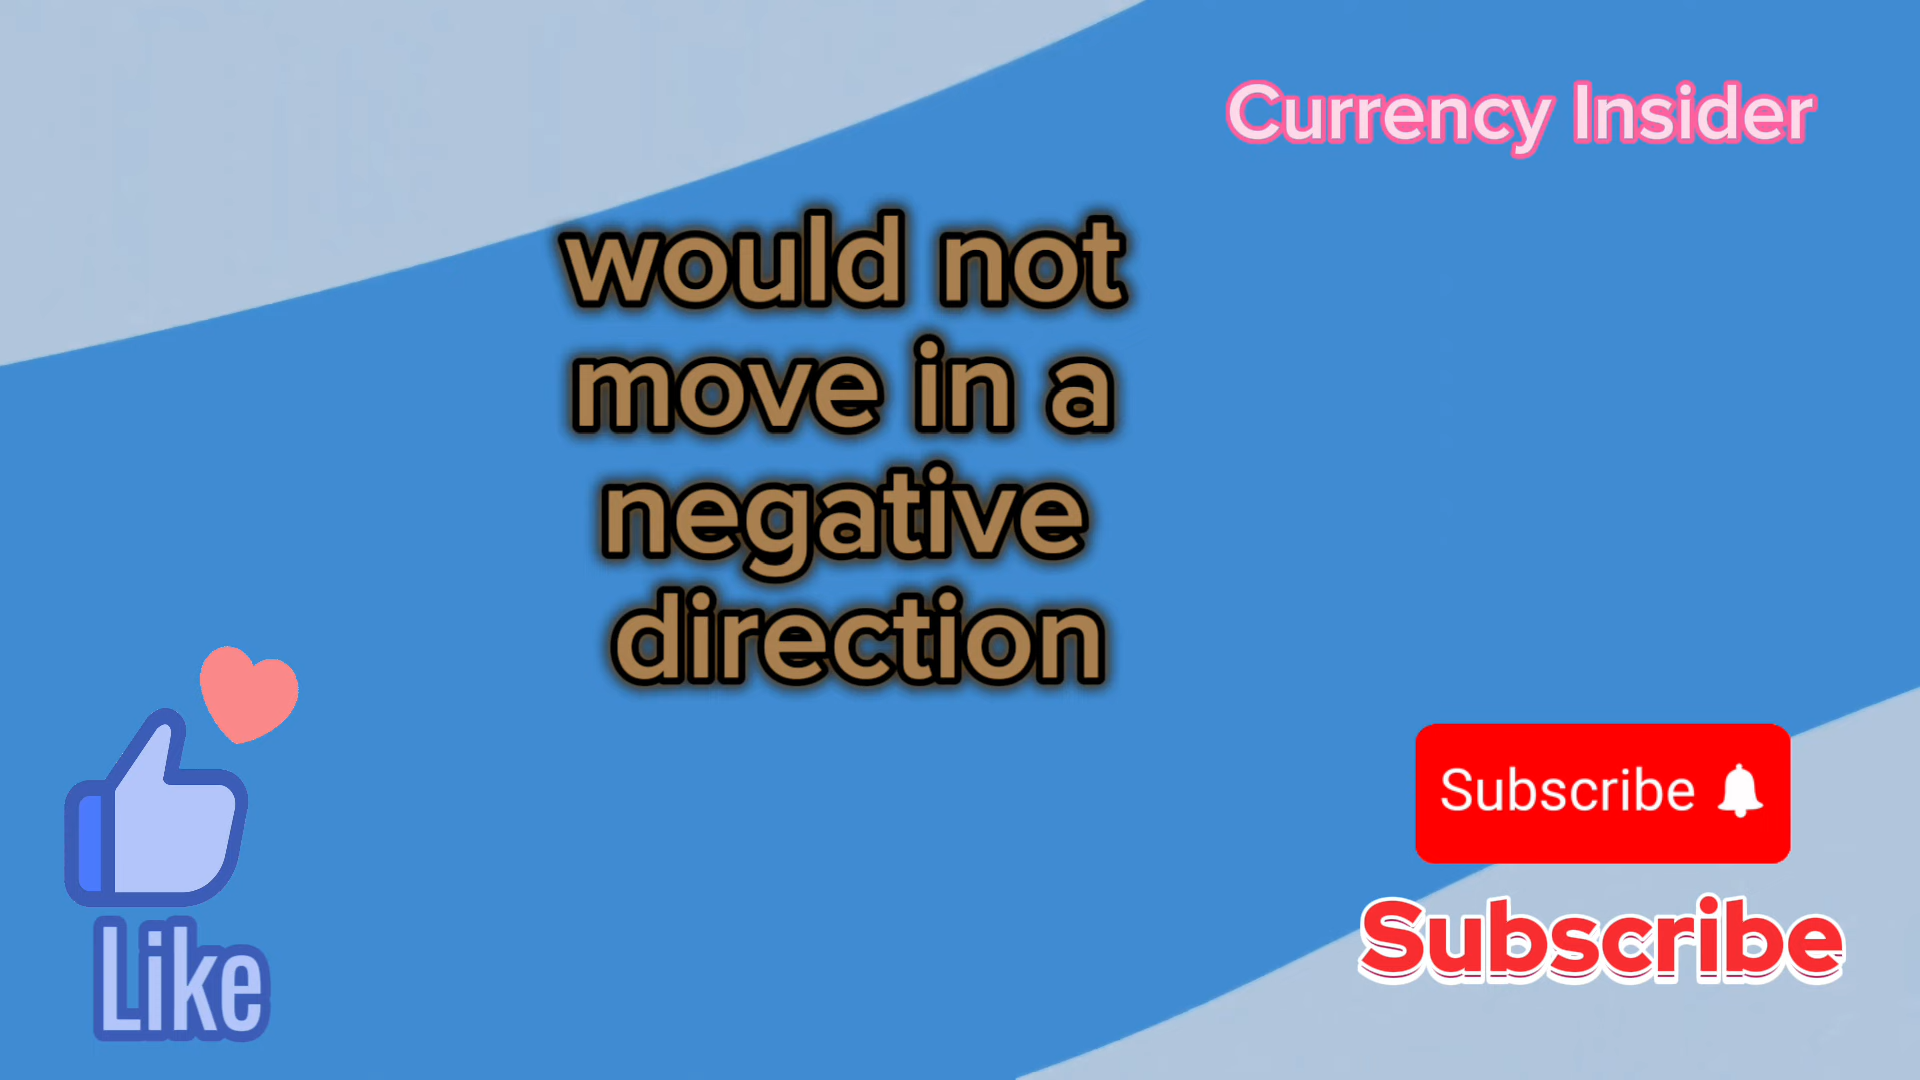 Currency Insider
would not
move in a
negative
direction
Subscribe
Like
Subscribe